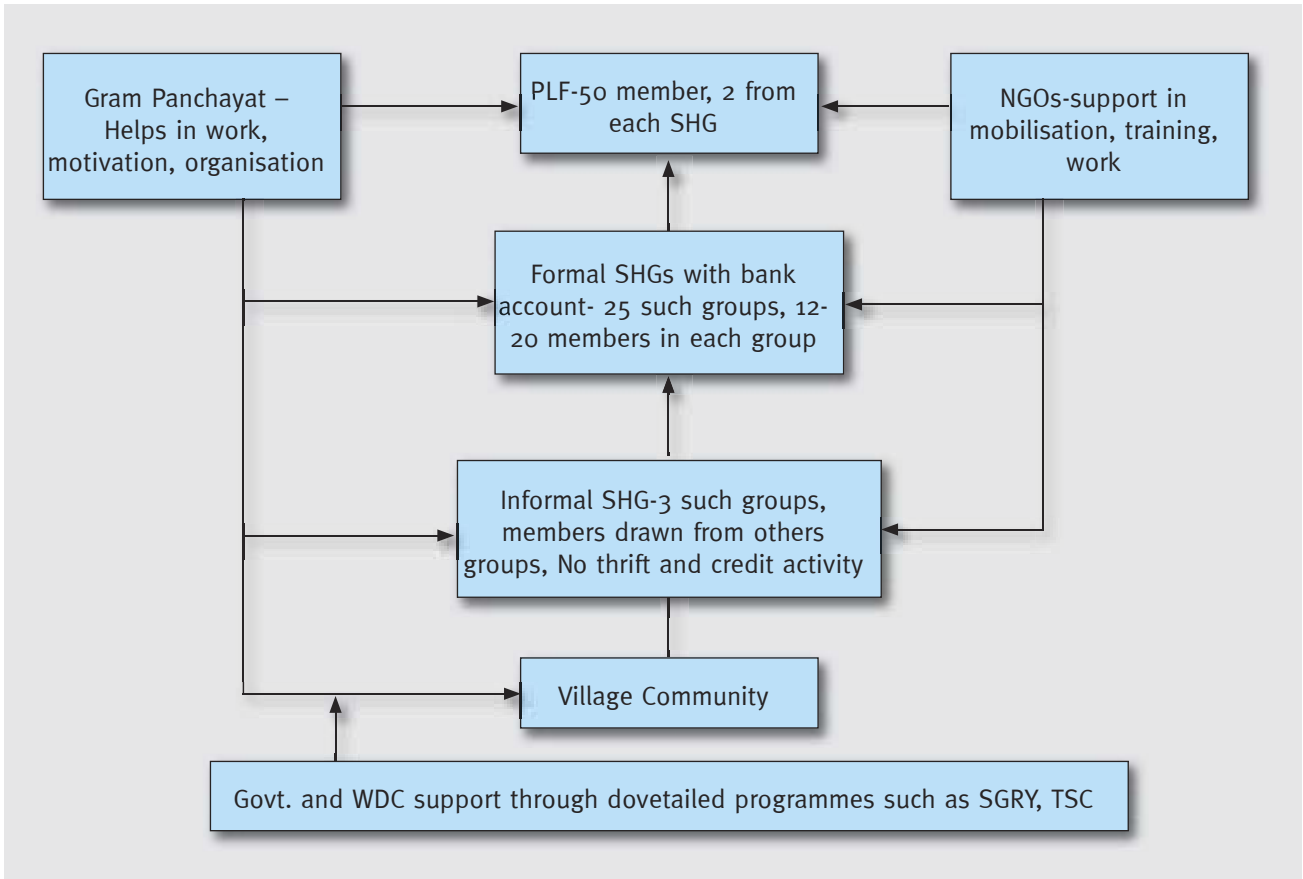 Gram Panchayat –
Helps in work,
motivation, organisation
PLF-50 member, 2 from
each SHG
NGOs-support in
mobilisation, training,
work
Formal SHGs with bank
account- 25 such groups, 12-
20 members in each group
Informal SHG-3 such groups,
members drawn from others
groups, No thrift and credit activity
Village Community
Govt. and WDC support through dovetailed programmes such as SGRY, TSC